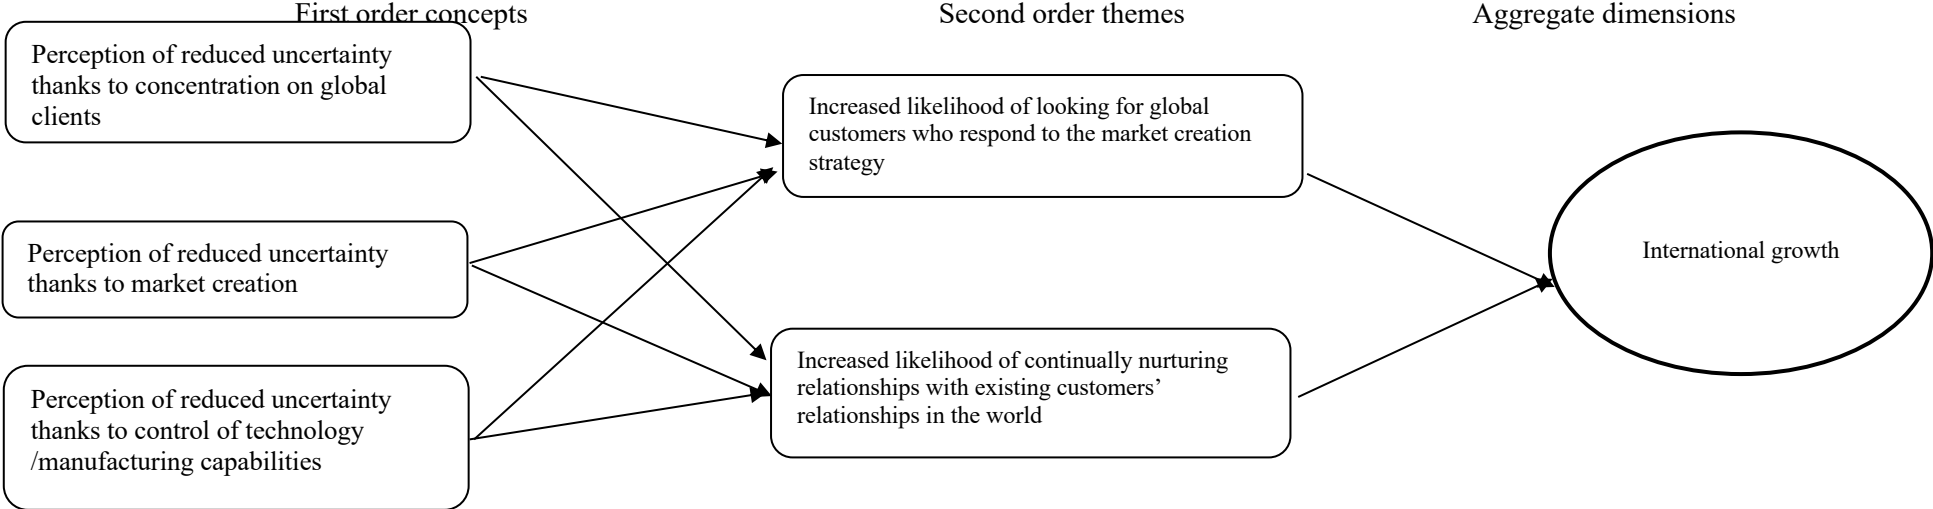 First order concepts
Second order themes
Aggregate dimensions
Perception of reduced uncertainty
thanks to concentration on global
clients
Perception of reduced uncertainty
thanks to market creation
Perception of reduced uncertainty
thanks to control of technology
/manufacturing capabilities
Increased likelihood of looking for global
customers who respond to the market creation
strategy
Increased likelihood of continually nurturing
relationships with existing customers’
relationships in the world
International growth